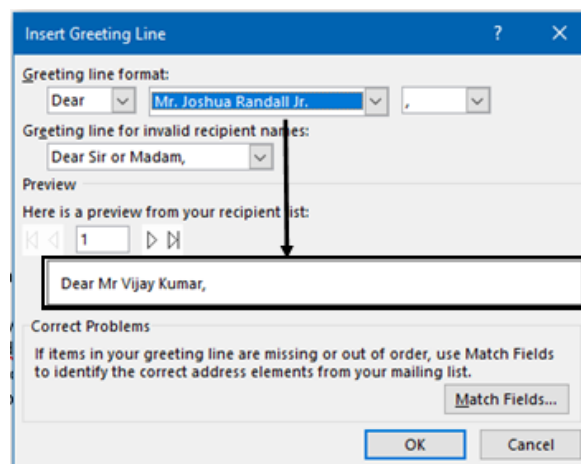 Insert Greeting Line ? ×
Greeting line format:
Dear Mr. Joshua Randall Jr. ,
Greeting line for invalid recipient names:
Dear Sir or Madam,
Preview
Here is a preview from your recipient list:
1
Dear Mr Vijay Kumar,
Correct Problems
If items in your greeting line are missing or out of order, use Match Fields
to identify the correct address elements from your mailing list.
Match Fields...
OK Cancel